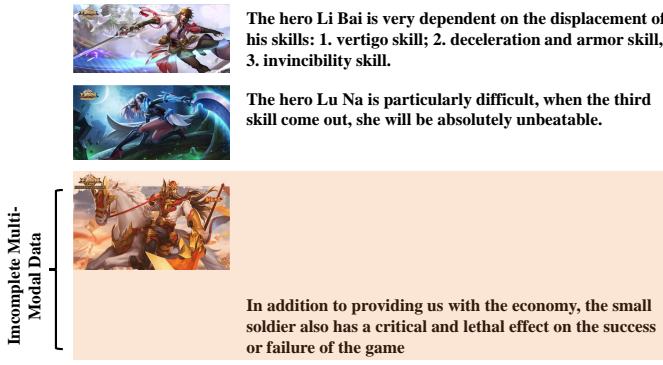 The hero Li Bai is very dependent on the displacement of
his skills: 1. vertigo skill; 2. deceleration and armor skill,
3. invincibility skill.
The hero Lu Na is particularly difficult, when the third
skill come out, she will be absolutely unbeatable.
Imcomplete Multi-
Modal Data
In addition to providing us with the economy, the small
soldier also has a critical and lethal effect on the success
or failure of the game